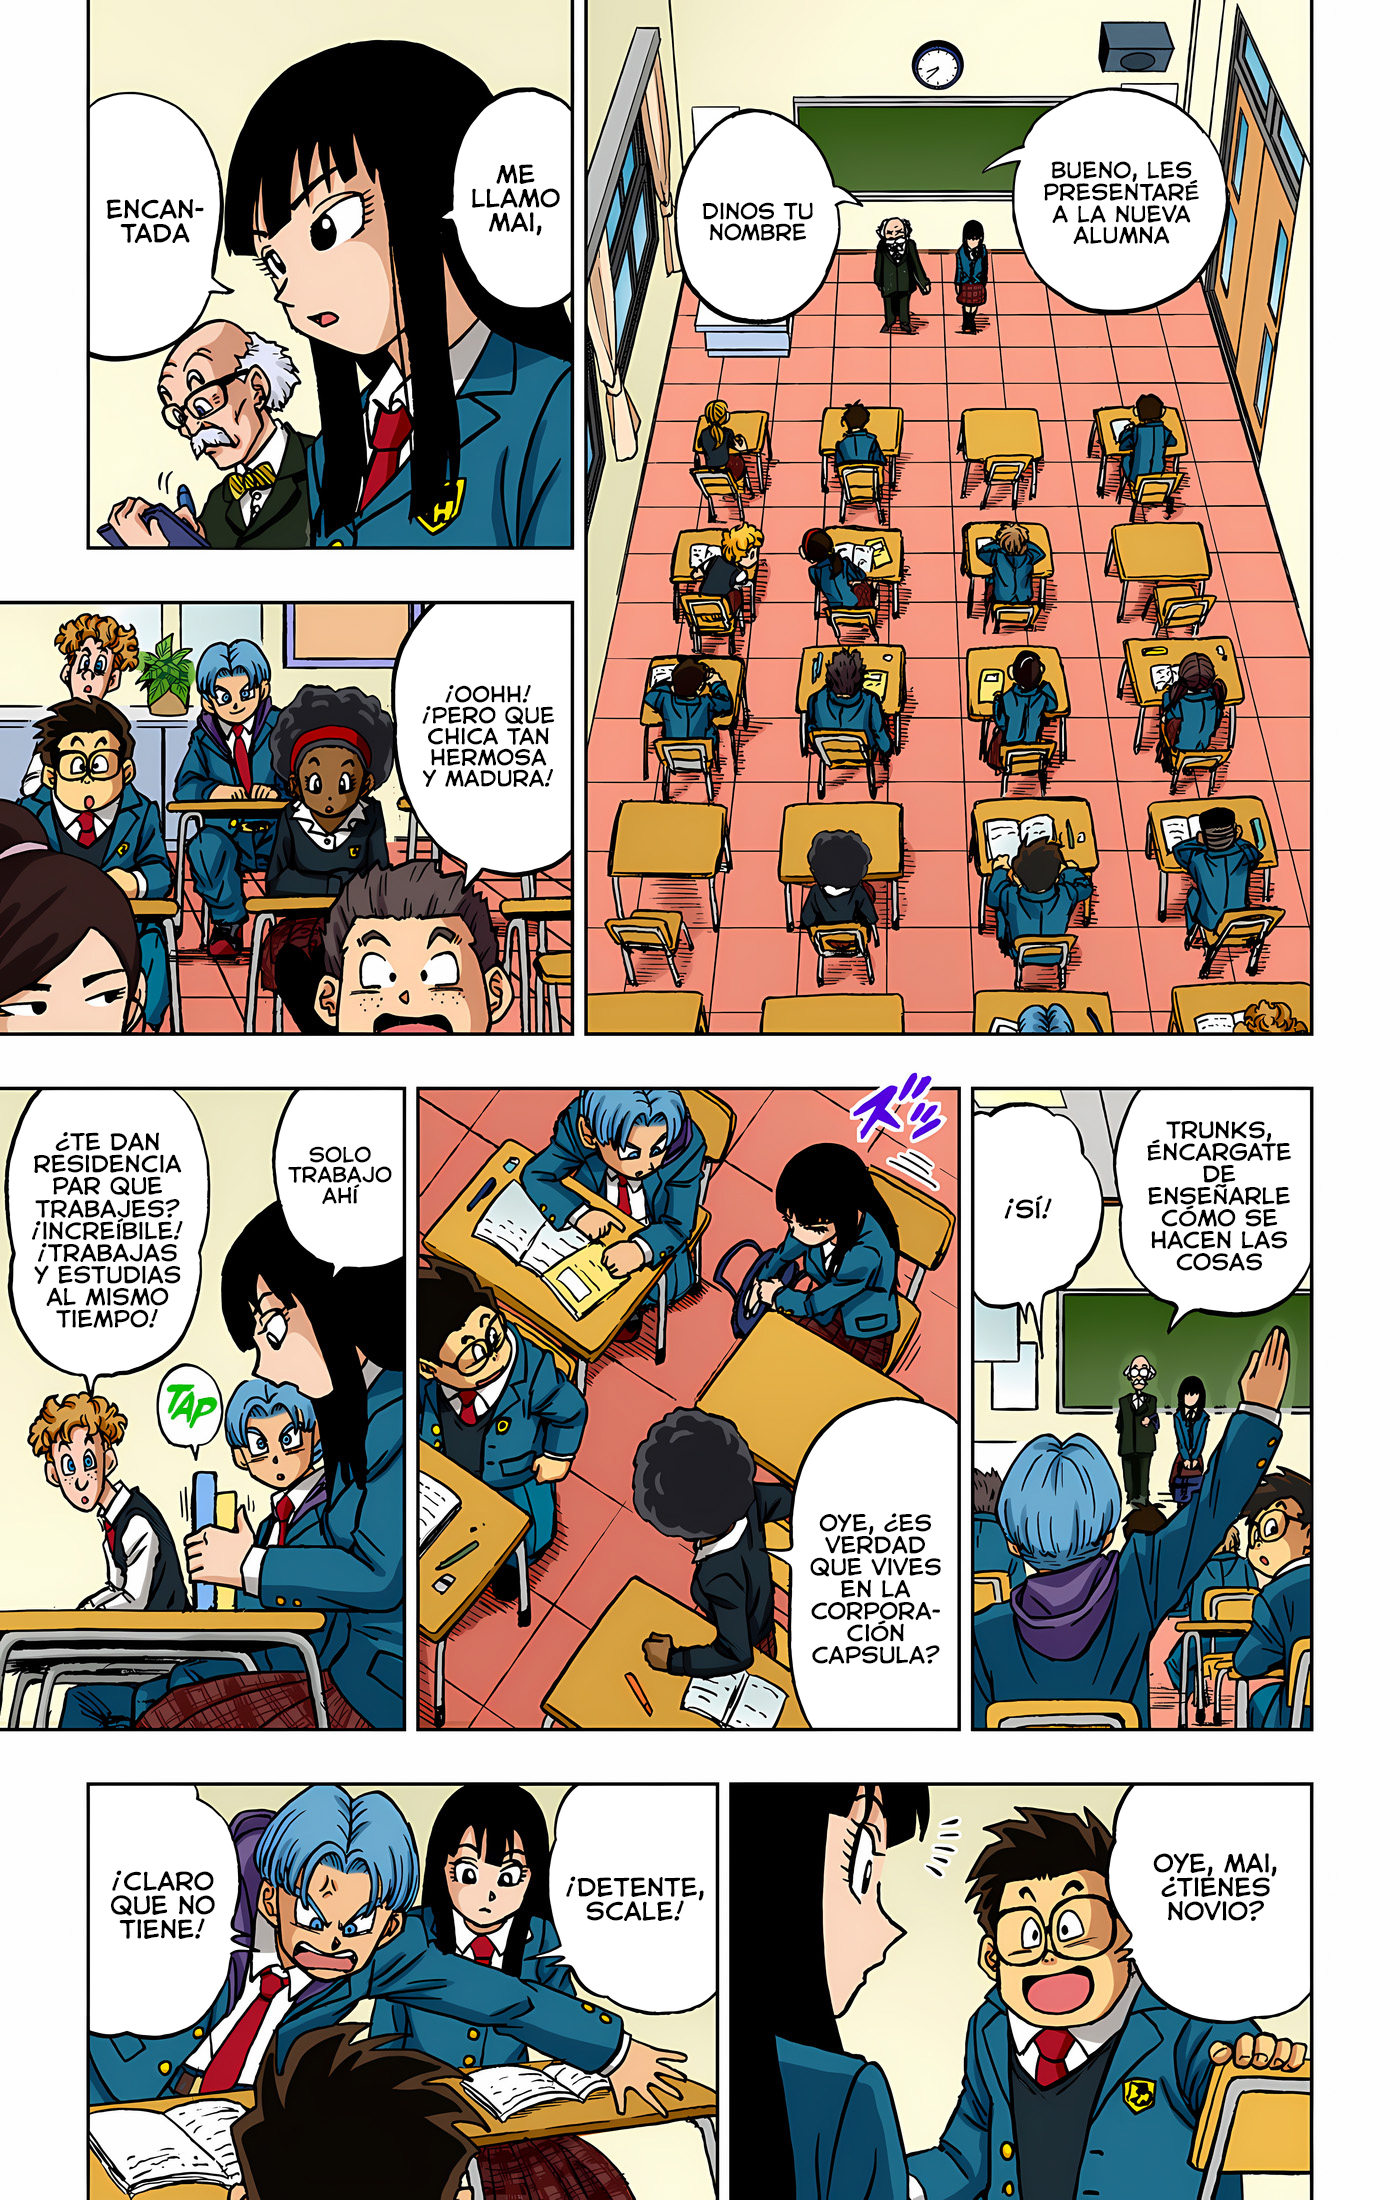 BUENO, LES
PRESENTARÉ
A LA NUEVA
ALUMNA
DINOS TU
NOMBRE
ME
LLAMO
MAI,
ENCAN-
TADA
¡OOHH!
¡PERO QUE
CHICA TAN
HERMOSA
Y MADURA!
TRUNKS,
ÉNCARGATE
DE
ENSEÑARLE
CÓMO SE
HACEN LAS
COSAS
¡SÍ!
ズッ
OYE, ¿ES
VERDAD
QUE VIVES
EN LA
CORPORA-
CIÓN
CAPSULA?
SOLO
TRABAJO
AHÍ
¿TE DAN
RESIDENCIA
PAR QUE
TRABAJES?
¡INCREÍBILE!
¡TRABAJAS
Y ESTUDIAS
AL MISMO
TIEMPO!
TAP
OYE, MAI,
¿TIENES
NOVIO?
¡DETENTE,
SCALE!
¡CLARO
QUE NO
TIENE!